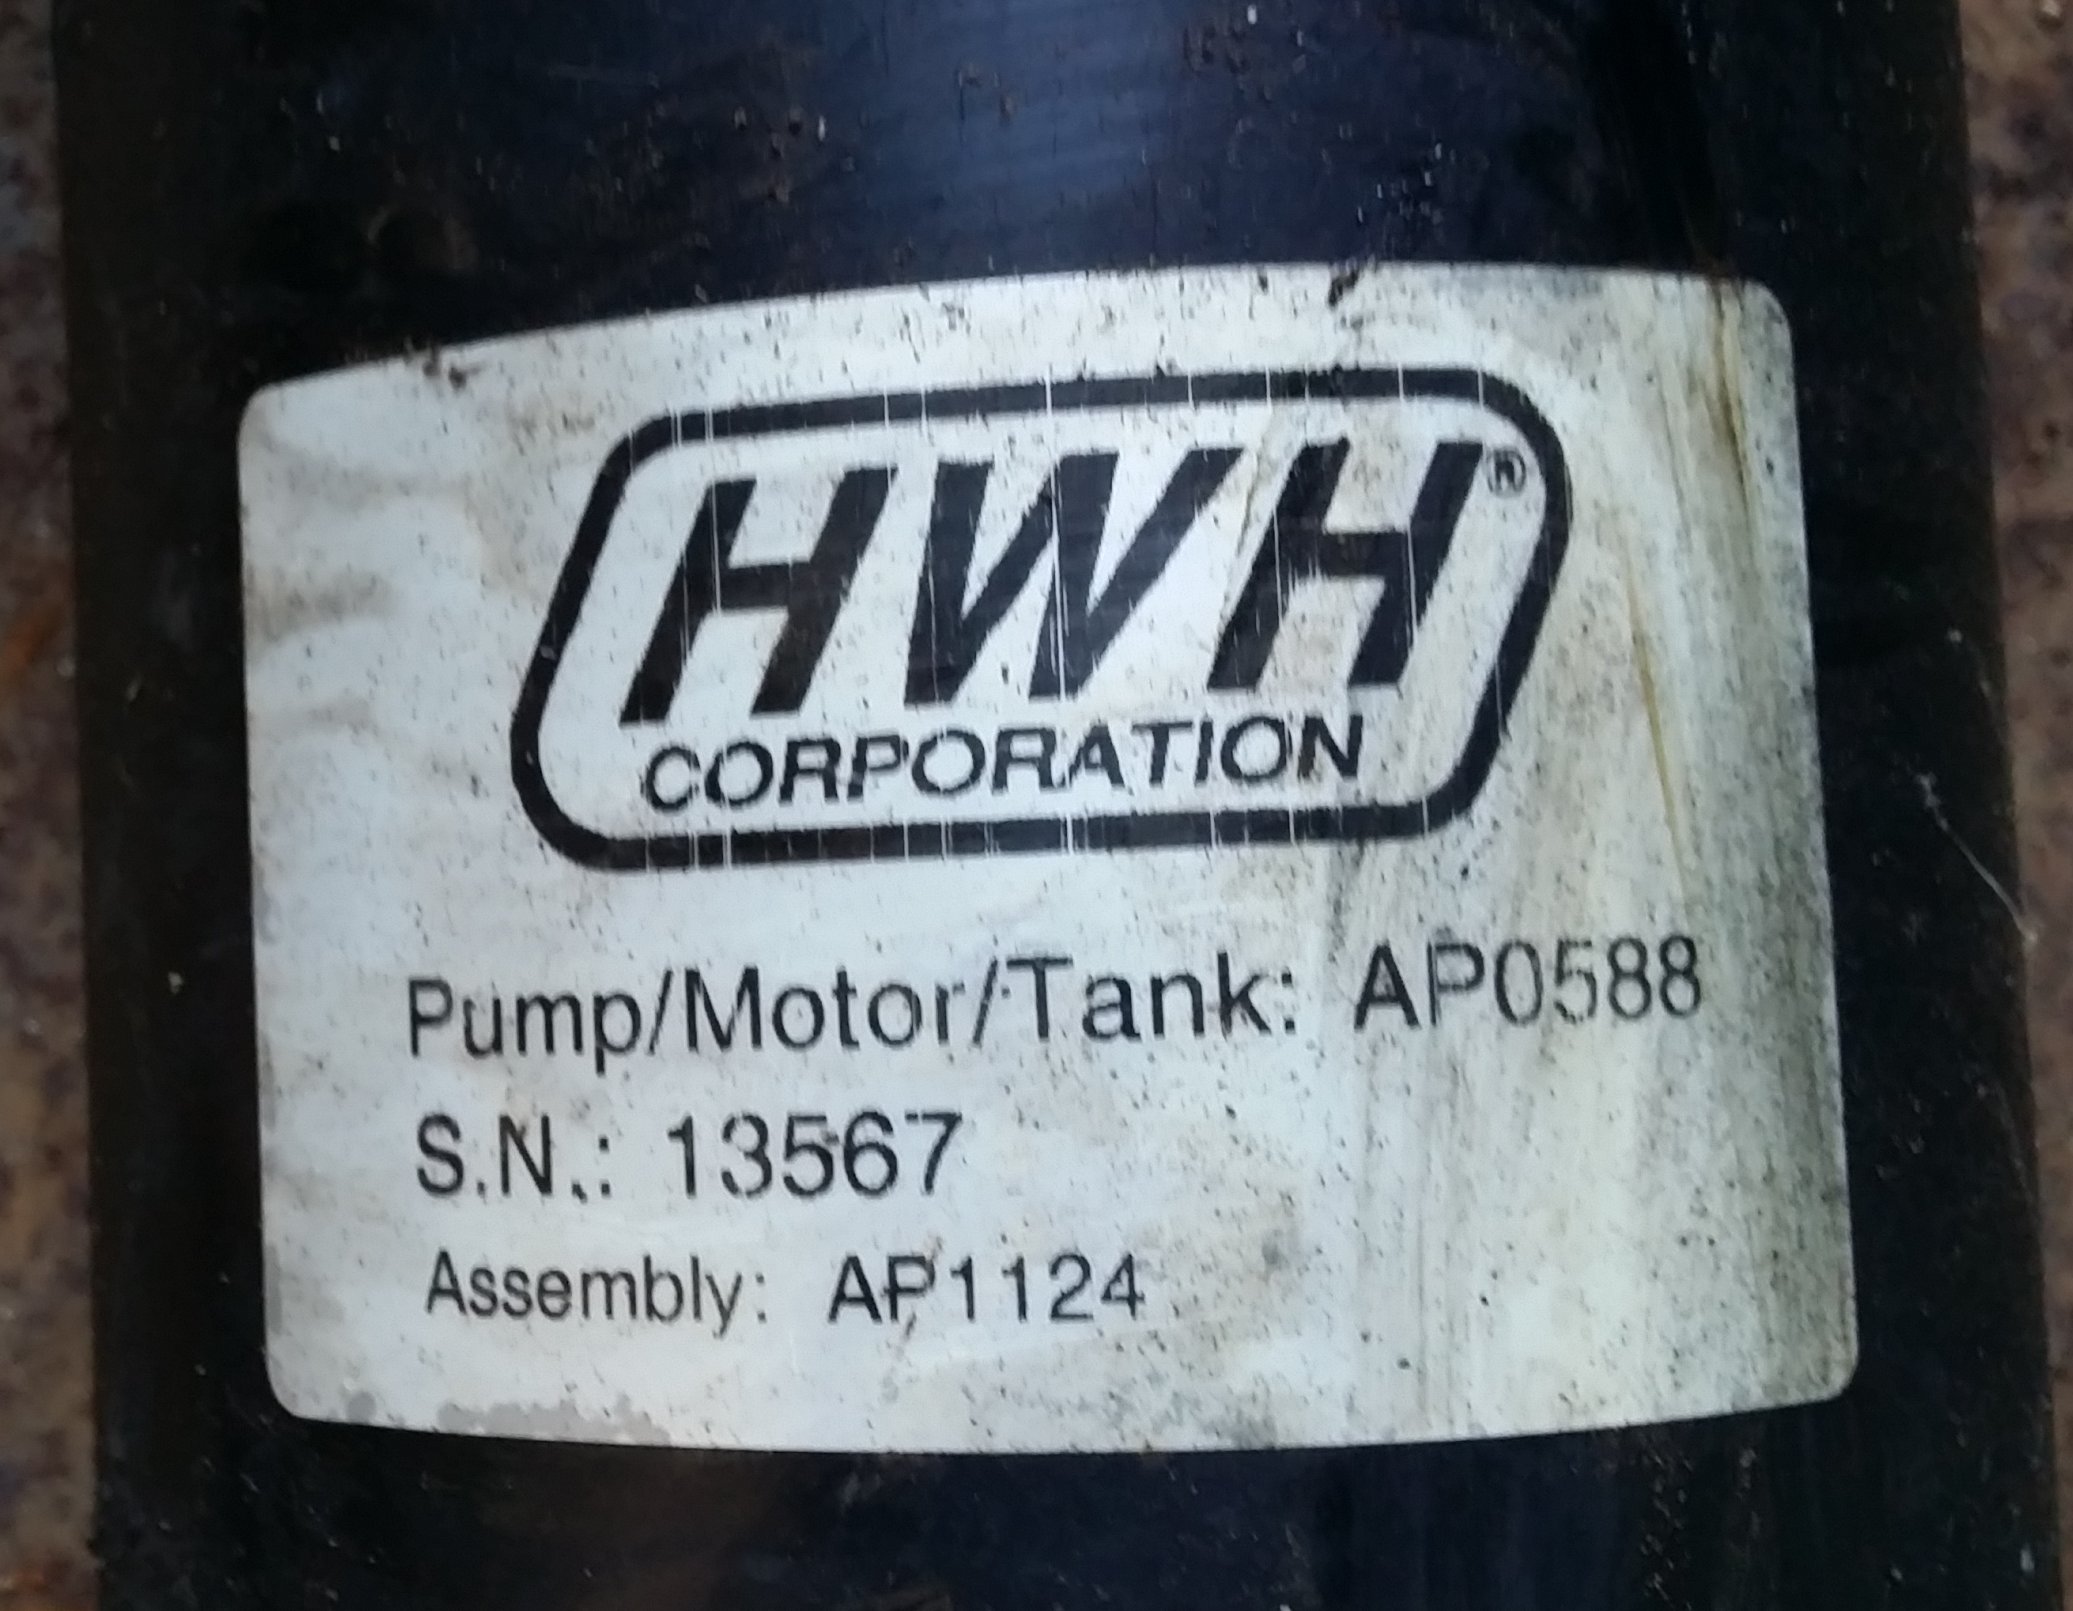 HWH®
CORPORATION
Pump/Motor/Tank: AP0588
S.N.: 13567
Assembly: AP1124